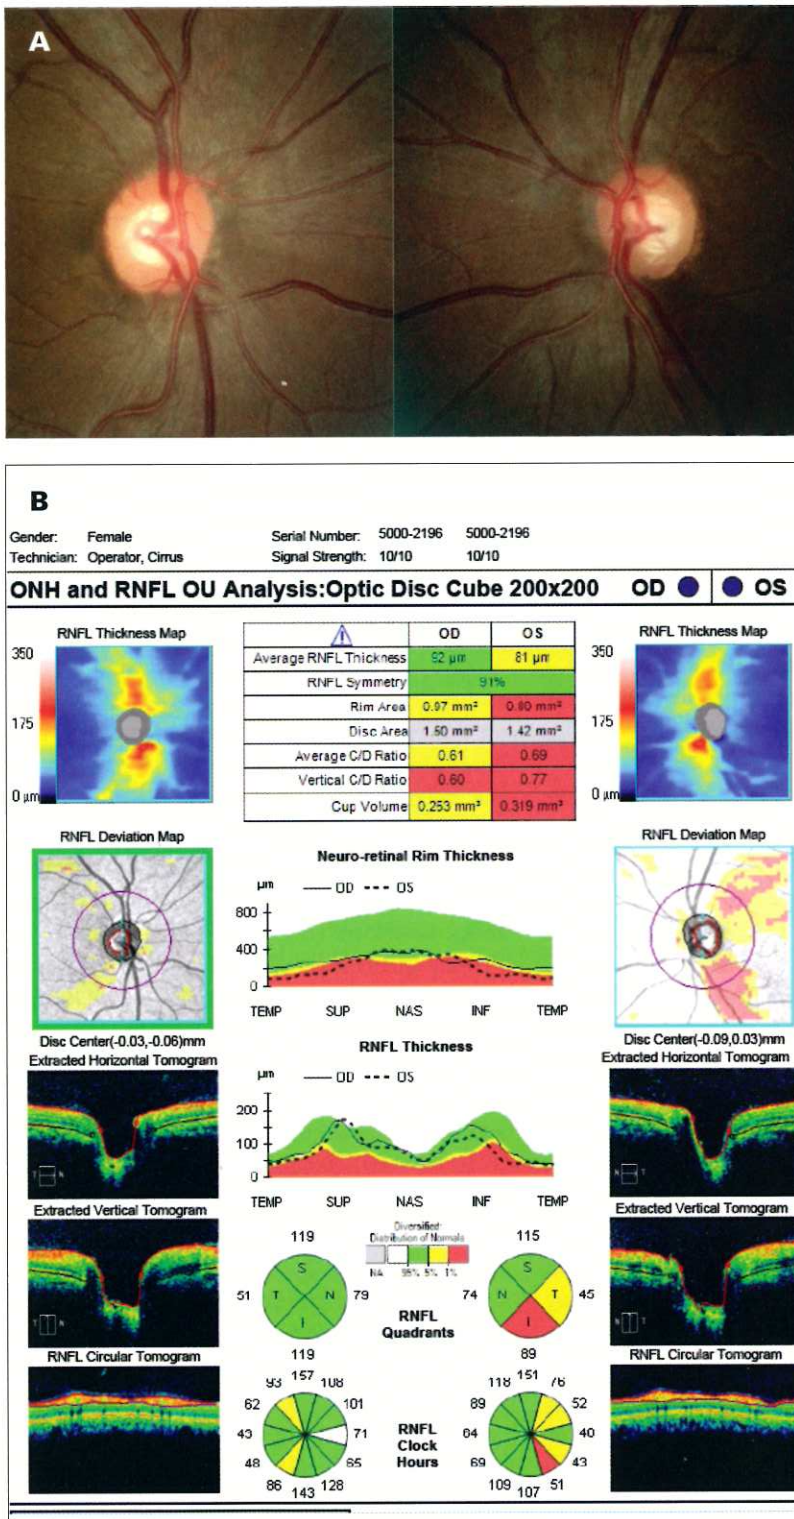 A
B
Gender: Female Serial Number: 5000-2196 5000-2196
Technician: Operator, Cirrus Signal Strength: 10/10 10/10
ONH and RNFL OU Analysis:Optic Disc Cube 200x200 OD OS
RNFL Thickness Map
350
175
0 µm
OD OS
Average RNFL Thickness 92 µm 81 µm
RNFL Symmetry 91%
Rim Area 0.97 mm² 0.80 mm²
Disc Area 1.50 mm² 1.42 mm²
Average C/D Ratio 0.61 0.69
Vertical C/D Ratio 0.60 0.77
Cup Volume 0.253 mm³ 0.319 mm³
RNFL Thickness Map
350
175
0 µm
RNFL Deviation Map
Disc Center(-0.03,-0.06)mm
Neuro-retinal Rim Thickness
µm OD OS
800
400
0
TEMP SUP NAS INF TEMP
RNFL Deviation Map
Disc Center(-0.09,0.03)mm
Extracted Horizontal Tomogram
T N
RNFL Thickness
µm OD OS
200
100
0
TEMP SUP NAS INF TEMP
Extracted Horizontal Tomogram
N T
Extracted Vertical Tomogram
T N
Diversified:
Distribution of Normals
NA 95% 5% 1%
119
51 S T N I 79
119
RNFL
Quadrants
115
74 S N T I 45
89
Extracted Vertical Tomogram
N T
RNFL Circular Tomogram
93 157 108
62 101
43 71
48 65
86 143 128
RNFL
Clock
Hours
118 151 76
89 52
64 40
69 43
109 107 51
RNFL Circular Tomogram